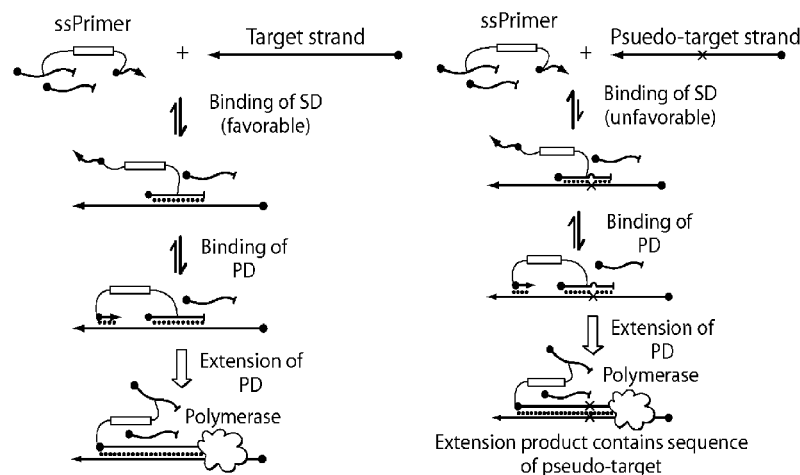 ssPrimer
+
Target strand
Binding of SD
(favorable)
Binding of
PD
Extension of
PD
Polymerase
ssPrimer
+
Psuedo-target strand
Binding of SD
(unfavorable)
Binding of
PD
Extension of
PD
Polymerase
Extension product contains sequence
of pseudo-target